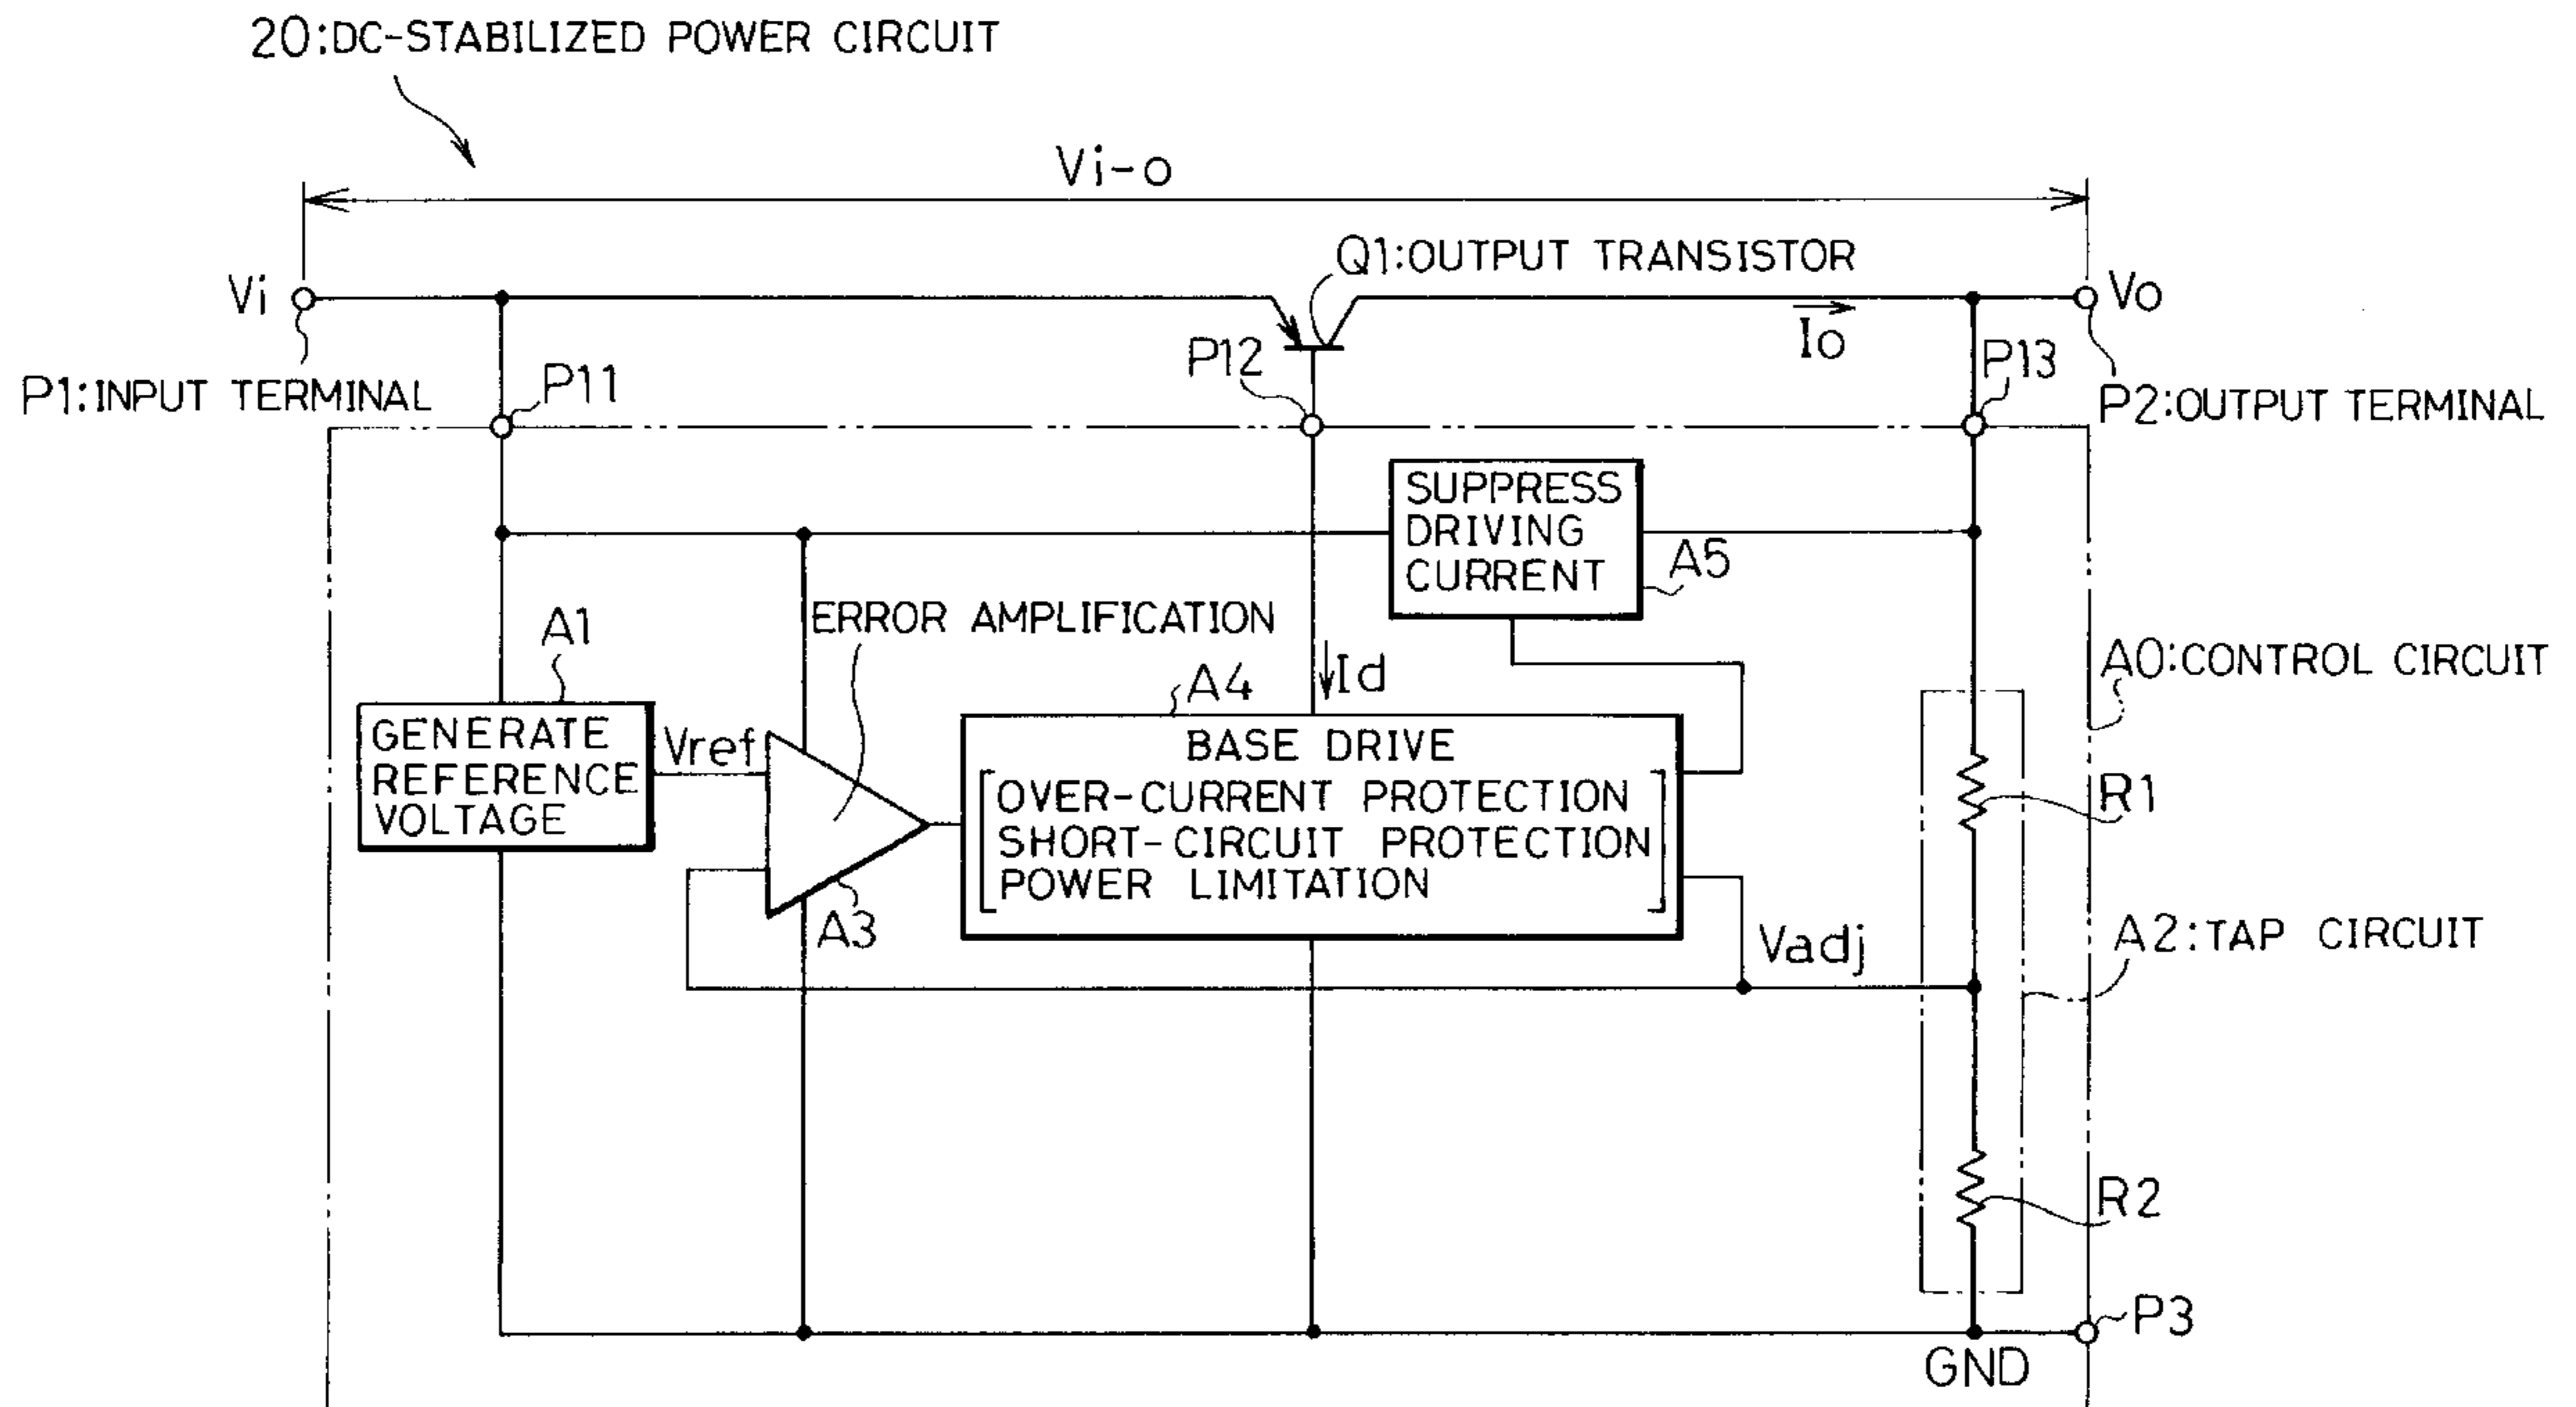 20:DC-STABILIZED POWER CIRCUIT
Vi-o
Q1:OUTPUT TRANSISTOR
Vi
Vo
Io
P12
P13
P11
P1:INPUT TERMINAL
P2:OUTPUT TERMINAL
SUPPRESS
DRIVING
CURRENT
A5
A1
ERROR AMPLIFICATION
Id
A4
A0:CONTROL CIRCUIT
GENERATE
REFERENCE
VOLTAGE
Vref
BASE DRIVE
OVER-CURRENT PROTECTION
SHORT-CIRCUIT PROTECTION
POWER LIMITATION
R1
A3
Vadj
A2:TAP CIRCUIT
R2
P3
GND